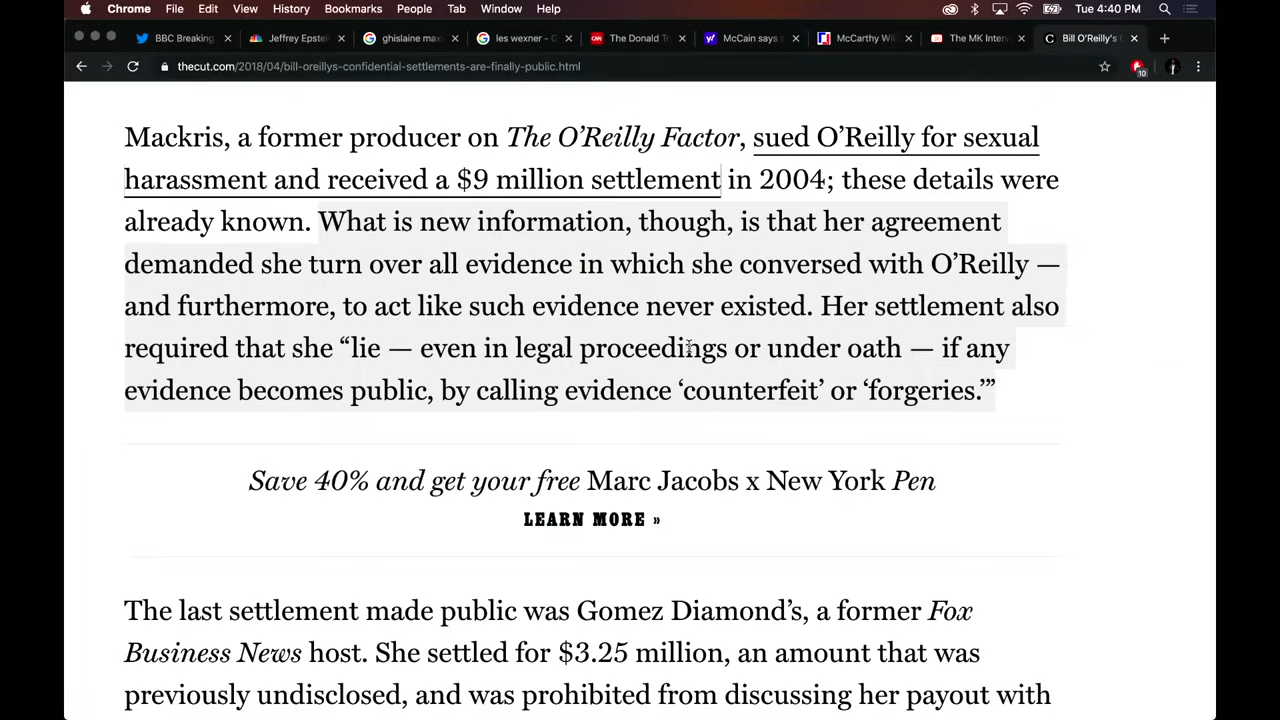 Chrome File Edit View History Bookmarks People Tab Window Help Tue 4:40 PM
BBC Breaking Jeffrey Epste ghislaine max les wexner - G The Donald Tr McCain says s McCarthy Wi The MK Interv Bill O'Reilly's C
thecut.com/2018/04/bill-oreillys-confidential-settlements-are-finally-public.html 10
Mackris, a former producer on The O’Reilly Factor, sued O’Reilly for sexual
harassment and received a $9 million settlement in 2004; these details were
already known. What is new information, though, is that her agreement
demanded she turn over all evidence in which she conversed with O’Reilly —
and furthermore, to act like such evidence never existed. Her settlement also
required that she “lie — even in legal proceedings or under oath — if any
evidence becomes public, by calling evidence ‘counterfeit’ or ‘forgeries.’”
Save 40% and get your free Marc Jacobs x New York Pen
LEARN MORE »
The last settlement made public was Gomez Diamond’s, a former Fox
Business News host. She settled for $3.25 million, an amount that was
previously undisclosed, and was prohibited from discussing her payout with